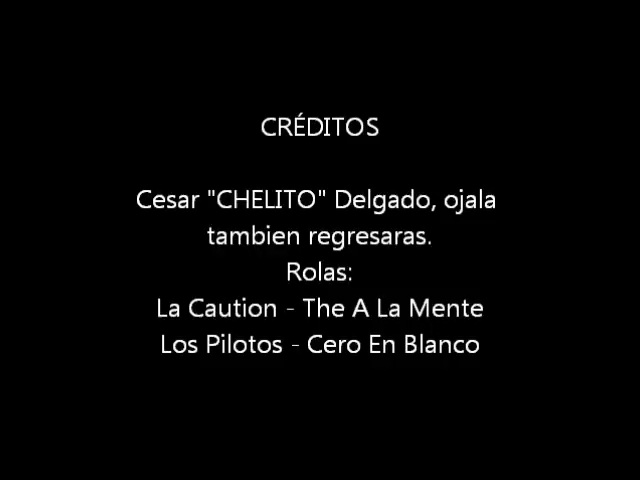 CRÉDITOS
Cesar "CHELITO" Delgado, ojala
tambien regresaras.
Rolas:
La Caution - The A La Mente
Los Pilotos - Cero En Blanco